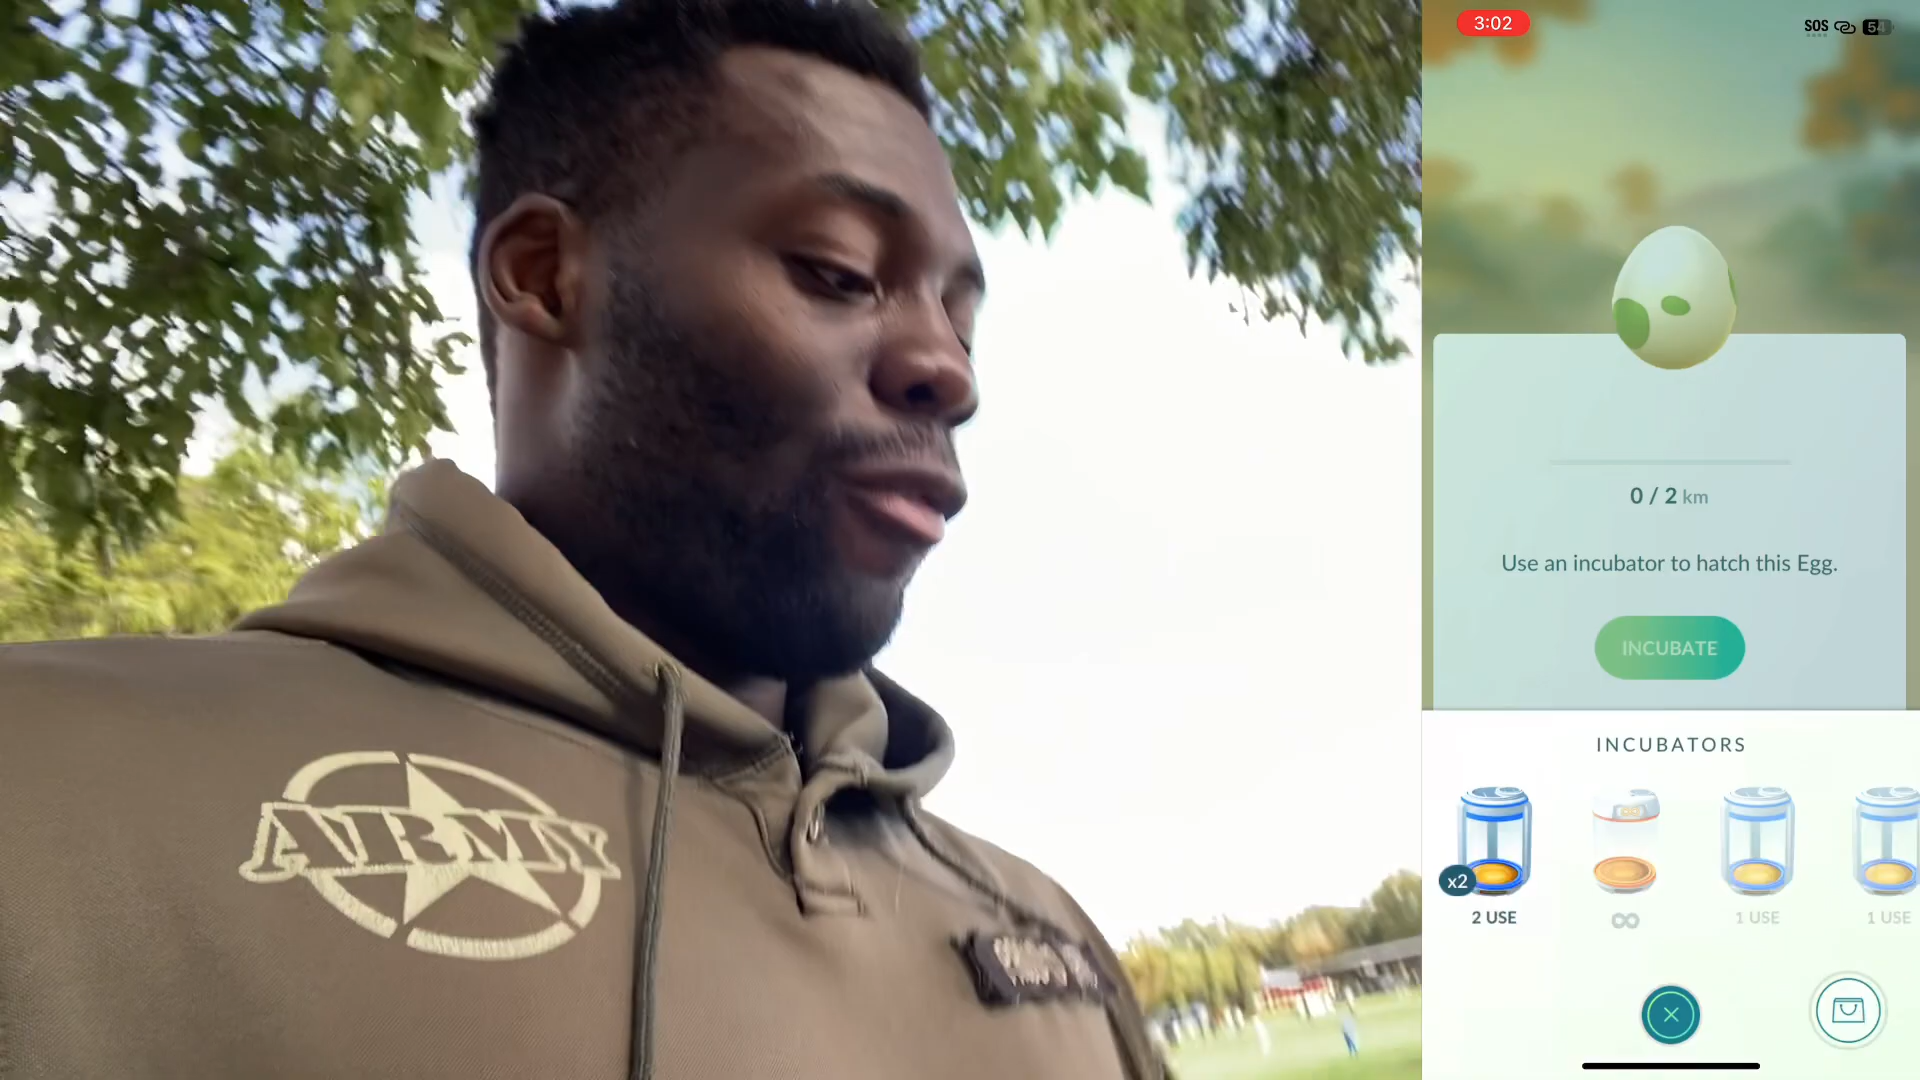 ARMY
3:02
SOS
54
0 / 2 km
Use an incubator to hatch this Egg.
INCUBATE
INCUBATORS
x2
2 USE
∞
1 USE
1 USE